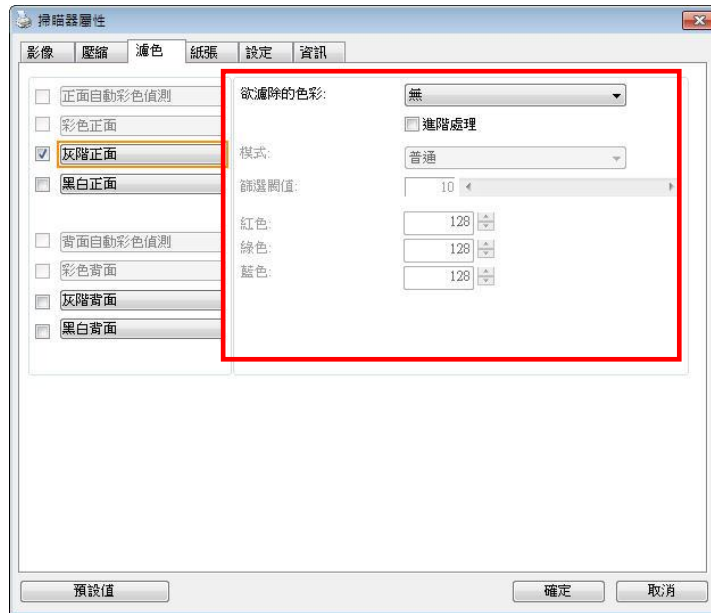 掃瞄器屬性
影像 壓縮 濾色 紙張 設定 資訊
正面自動彩色偵測
彩色正面
灰階正面
黑白正面
背面自動彩色偵測
彩色背面
灰階背面
黑白背面
欲濾除的色彩: 無
進階處理
模式: 普通
篩選閥值: 10
紅色: 128
綠色: 128
藍色: 128
預設值 確定 取消